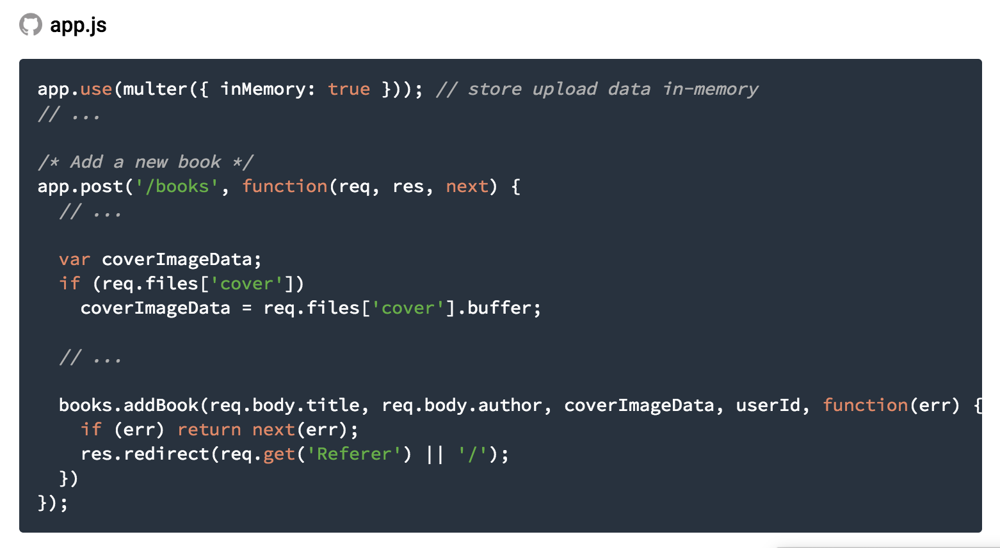 app.js
app.use(multer({ inMemory: true })); // store upload data in-memory
// ...
/* Add a new book */
app.post('/books', function(req, res, next) {
// ...
var coverImageData;
if (req.files['cover'])
coverImageData = req.files['cover'].buffer;
// ...
books.addBook(req.body.title, req.body.author, coverImageData, userId, function(err) {
if (err) return next(err);
res.redirect(req.get('Referer') || '/');
})
});